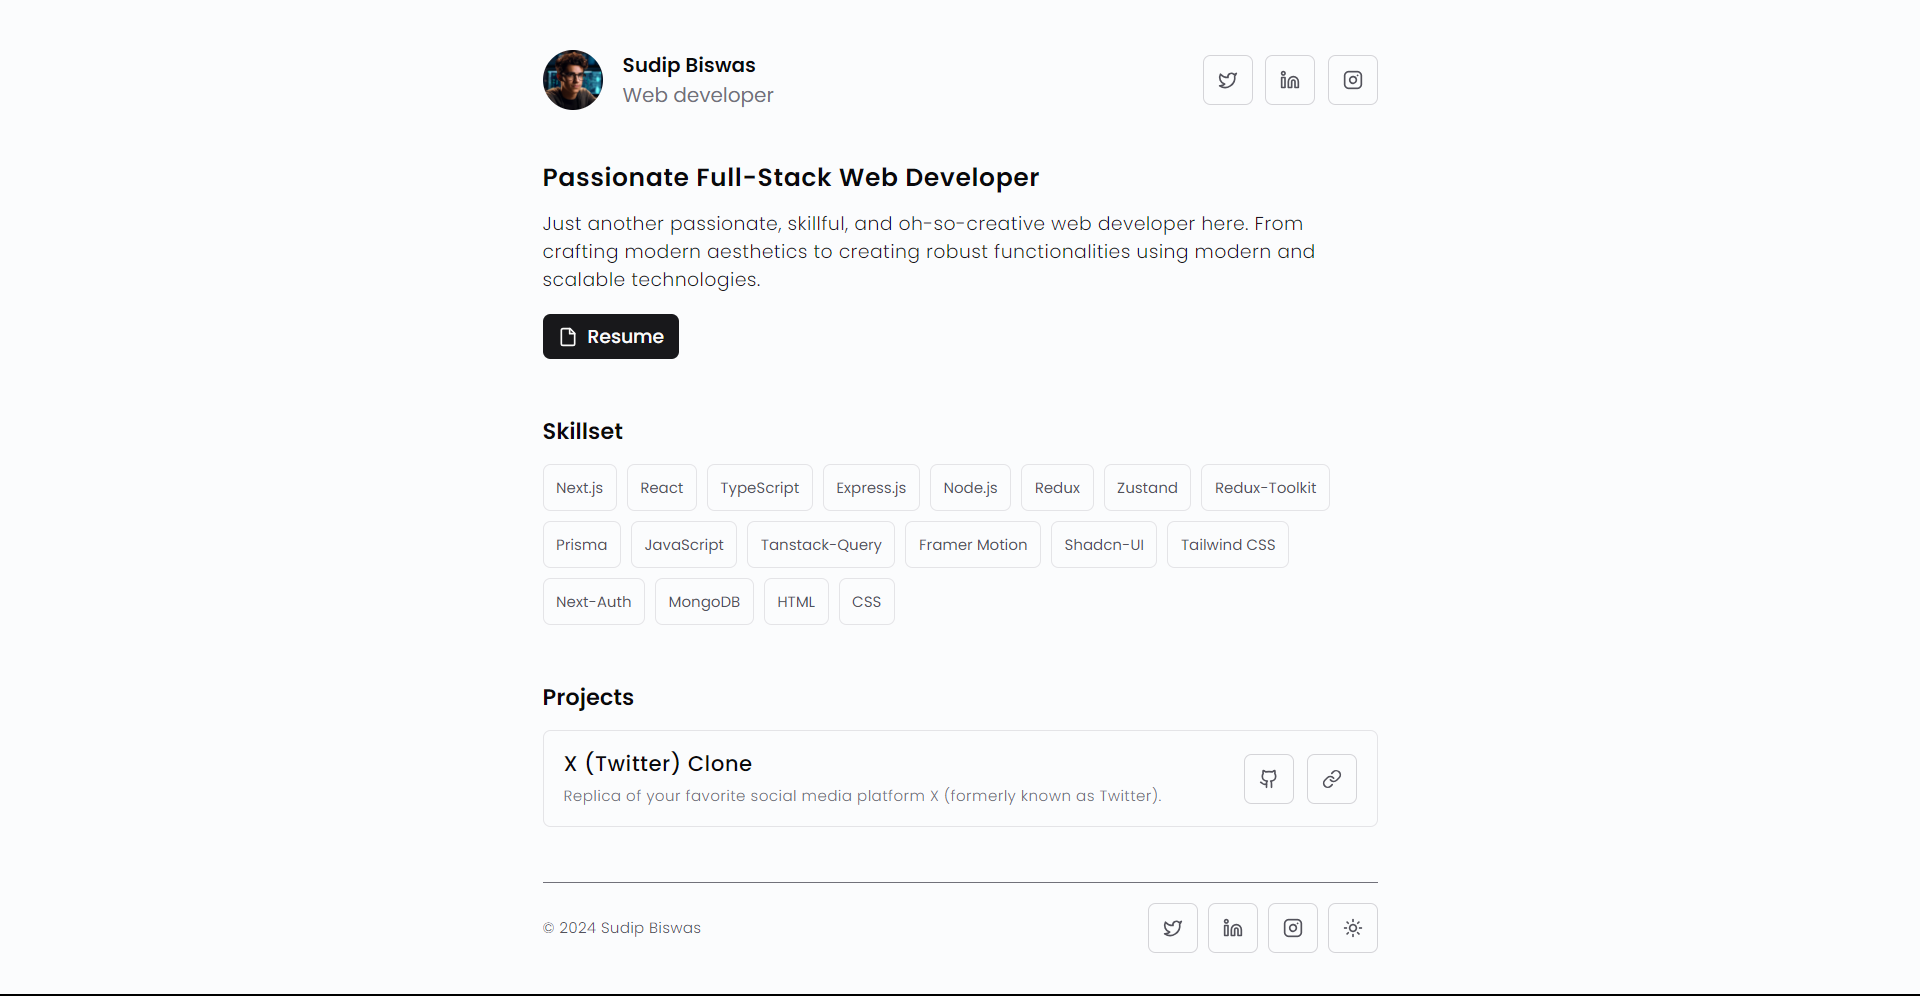 Sudip Biswas
Web developer
Passionate Full-Stack Web Developer
Just another passionate, skillful, and oh-so-creative web developer here. From
crafting modern aesthetics to creating robust functionalities using modern and
scalable technologies.
Resume
Skillset
Next.js React TypeScript Express.js Node.js Redux Zustand Redux-Toolkit
Prisma JavaScript Tanstack-Query Framer Motion Shadcn-UI Tailwind CSS
Next-Auth MongoDB HTML CSS
Projects
X (Twitter) Clone
Replica of your favorite social media platform X (formerly known as Twitter).
© 2024 Sudip Biswas